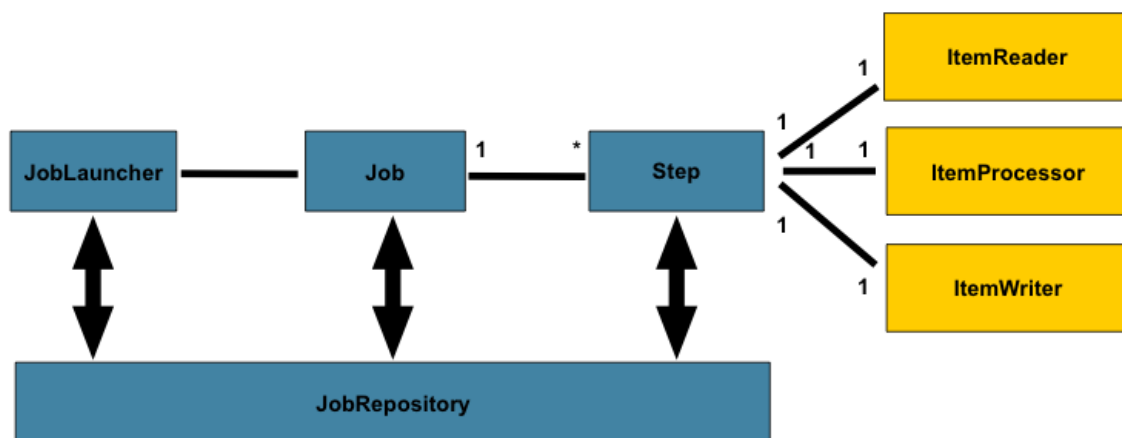 ItemReader
1
JobLauncher
Job
1
*
Step
1
1
1
ItemProcessor
1
1
ItemWriter
JobRepository